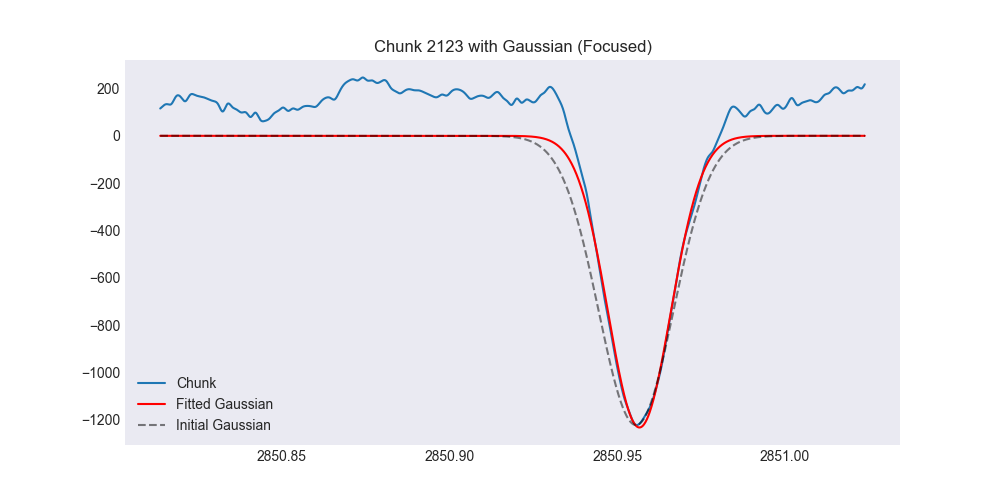 Chunk 2123 with Gaussian (Focused)
200
0
−200
−400
−600
−800
−1000
−1200
Chunk
Fitted Gaussian
Initial Gaussian
2850.85 2850.90 2850.95 2851.00